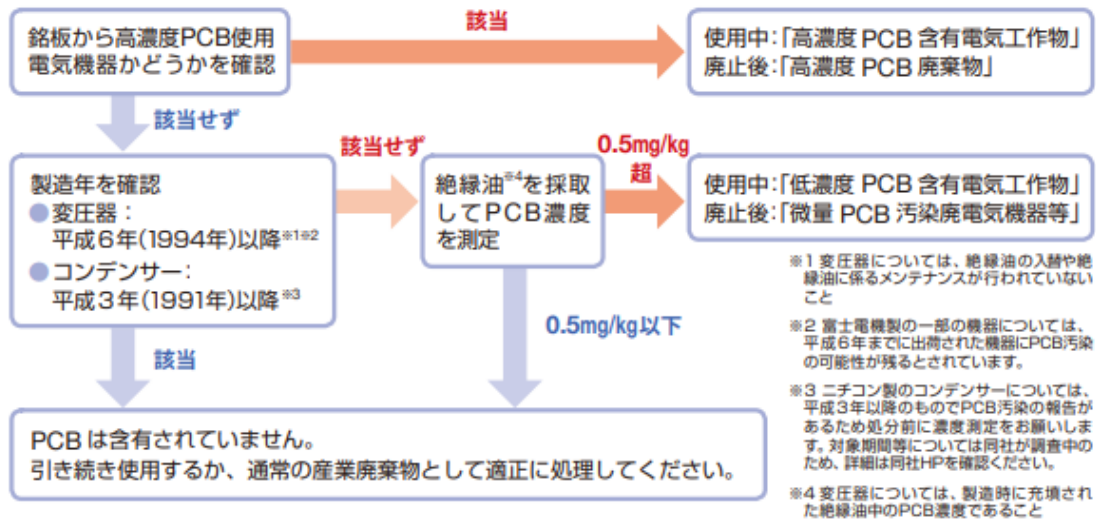 銘板から高濃度PCB使用
電気機器かどうかを確認
該当
使用中:「高濃度 PCB 含有電気工作物」
廃止後:「高濃度 PCB 廃棄物」
該当せず
製造年を確認
●変圧器:
平成6年(1994年)以降※1※2
●コンデンサー:
平成3年(1991年)以降※3
該当せず
絶縁油※4を採取
してPCB濃度
を測定
0.5mg/kg
超
使用中:「低濃度 PCB 含有電気工作物」
廃止後:「微量 PCB 汚染廃電気機器等」
該当
0.5mg/kg以下
PCB は含有されていません。
引き続き使用するか、通常の産業廃棄物として適正に処理してください。
※1 変圧器については、絶縁油の入替や絶
縁油に係るメンテナンスが行われていない
こと
※2 富士電機製の一部の機器については、
平成6年までに出荷された機器にPCB汚染
の可能性が残るとされています。
※3 ニチコン製のコンデンサーについては、
平成3年以降のものでPCB汚染の報告が
あるため処分前に濃度測定をお願いしま
す。対象期間等については同社が調査中の
ため、詳細は同社HPを確認ください。
※4 変圧器については、製造時に充填され
た絶縁油中のPCB濃度であること